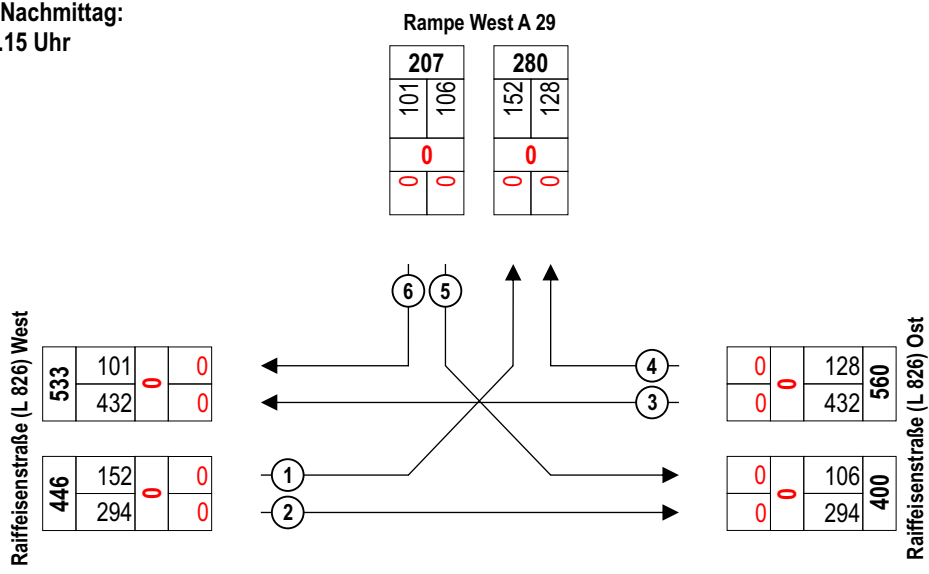 Nachmittag:
.15 Uhr
Rampe West A 29
207 280
101 106 152 128
0 0
0 0 0 0
6 5
Raiffeisenstraße (L 826) West
533 101 0 0
432 0
4
3
0 0 128 560
0 432
Raiffeisenstraße (L 826) Ost
446 152 0 0
294 0
1
2
0 0 106 400
0 294